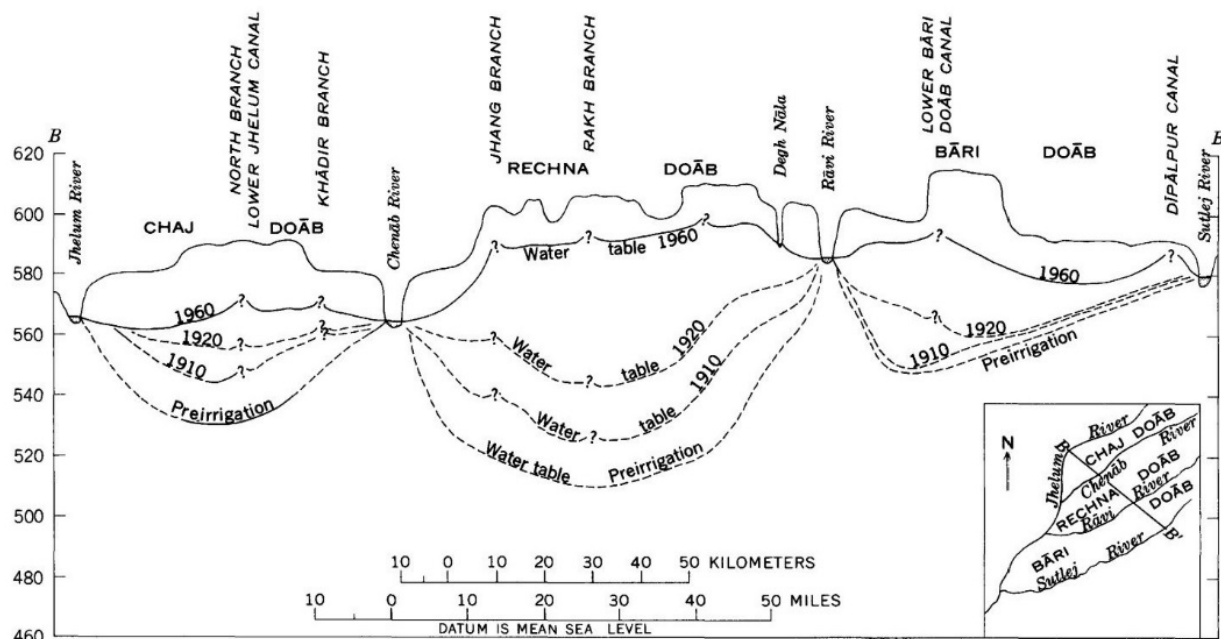 B
Jhelum River
NORTH BRANCH
LOWER JHELUM CANAL
KHĀDIR BRANCH
Chenāb River
JHANG BRANCH
RAKH BRANCH
Degh Nāla
Rāvi River
LOWER BĀRI
DOĀB CANAL
DĪPĀLPUR CANAL
Sutlej River
B'
CHAJ DOĀB
RECHNA DOĀB
BĀRI DOĀB
620
600
580
560
540
520
500
480
460
1960
1920
1910
Preirrigation
? ? ? ?
Water table 1960
Water table 1920
Water table 1910
Water table Preirrigation
? ? ? ? ? ? ?
1960
1920
1910
Preirrigation
? ? ?
10 0 10 20 30 40 50 KILOMETERS
10 0 10 20 30 40 50 MILES
DATUM IS MEAN SEA LEVEL
N
B
Jhelum River
CHAJ DOĀB
Chenāb River
RECHNA DOĀB
Rāvi River
BĀRI DOĀB
Sutlej River
B'